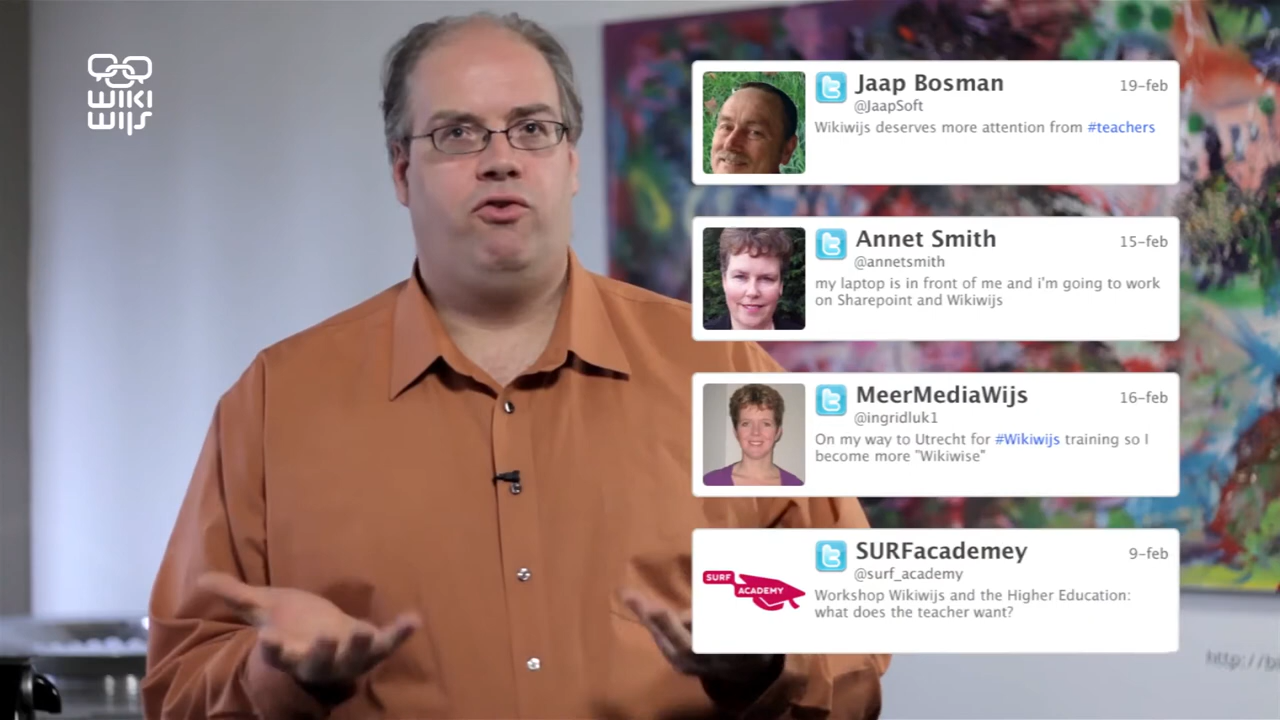 WIKI
WIJS
Jaap Bosman 19-feb
@JaapSoft
Wikiwijs deserves more attention from #teachers
Annet Smith 15-feb
@annetsmith
my laptop is in front of me and i'm going to work
on Sharepoint and Wikiwijs
MeerMediaWijs 16-feb
@ingridluk1
On my way to Utrecht for #Wikiwijs training so I
become more "Wikiwise"
SURFacademey 9-feb
@surf_academy
SURF
ACADEMY
Workshop Wikiwijs and the Higher Education:
what does the teacher want?